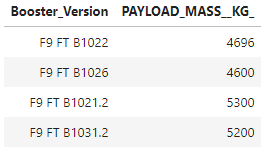 Booster_Version PAYLOAD_MASS__KG_
F9 FT B1022 4696
F9 FT B1026 4600
F9 FT B1021.2 5300
F9 FT B1031.2 5200